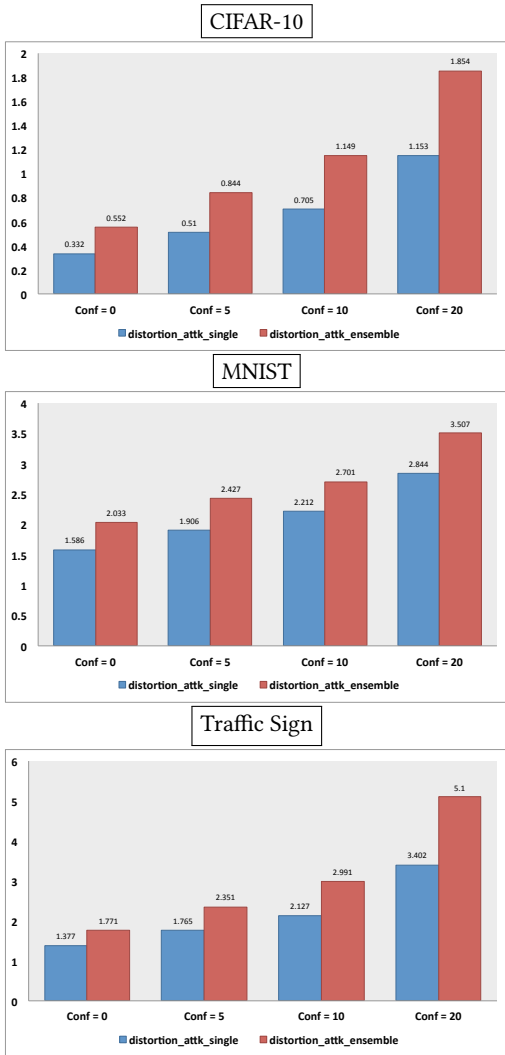 CIFAR-10
2
1.8
1.6
1.4
1.2
1
0.8
0.6
0.4
0.2
0
0.332
0.552
0.51
0.844
0.705
1.149
1.153
1.854
Conf = 0
Conf = 5
Conf = 10
Conf = 20
distortion_attk_single
distortion_attk_ensemble
MNIST
4
3.5
3
2.5
2
1.5
1
0.5
0
1.586
2.033
1.906
2.427
2.212
2.701
2.844
3.507
Conf = 0
Conf = 5
Conf = 10
Conf = 20
distortion_attk_single
distortion_attk_ensemble
Traffic Sign
6
5
4
3
2
1
0
1.377
1.771
1.765
2.351
2.127
2.991
3.402
5.1
Conf = 0
Conf = 5
Conf = 10
Conf = 20
distortion_attk_single
distortion_attk_ensemble